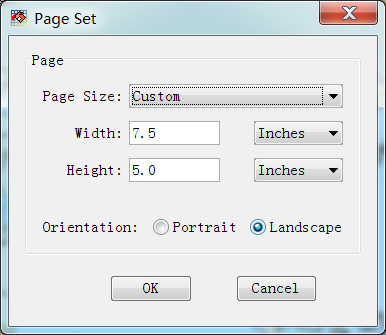 Page Set
Page
Page Size: Custom
Width: 7.5 Inches
Height: 5.0 Inches
Orientation: Portrait Landscape
OK Cancel